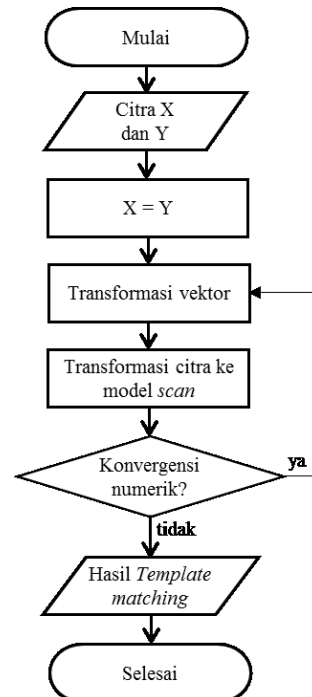 Mulai
Citra X
dan Y
X = Y
Transformasi vektor
Transformasi citra ke
model scan
Konvergensi
numerik?
ya
tidak
Hasil Template
matching
Selesai